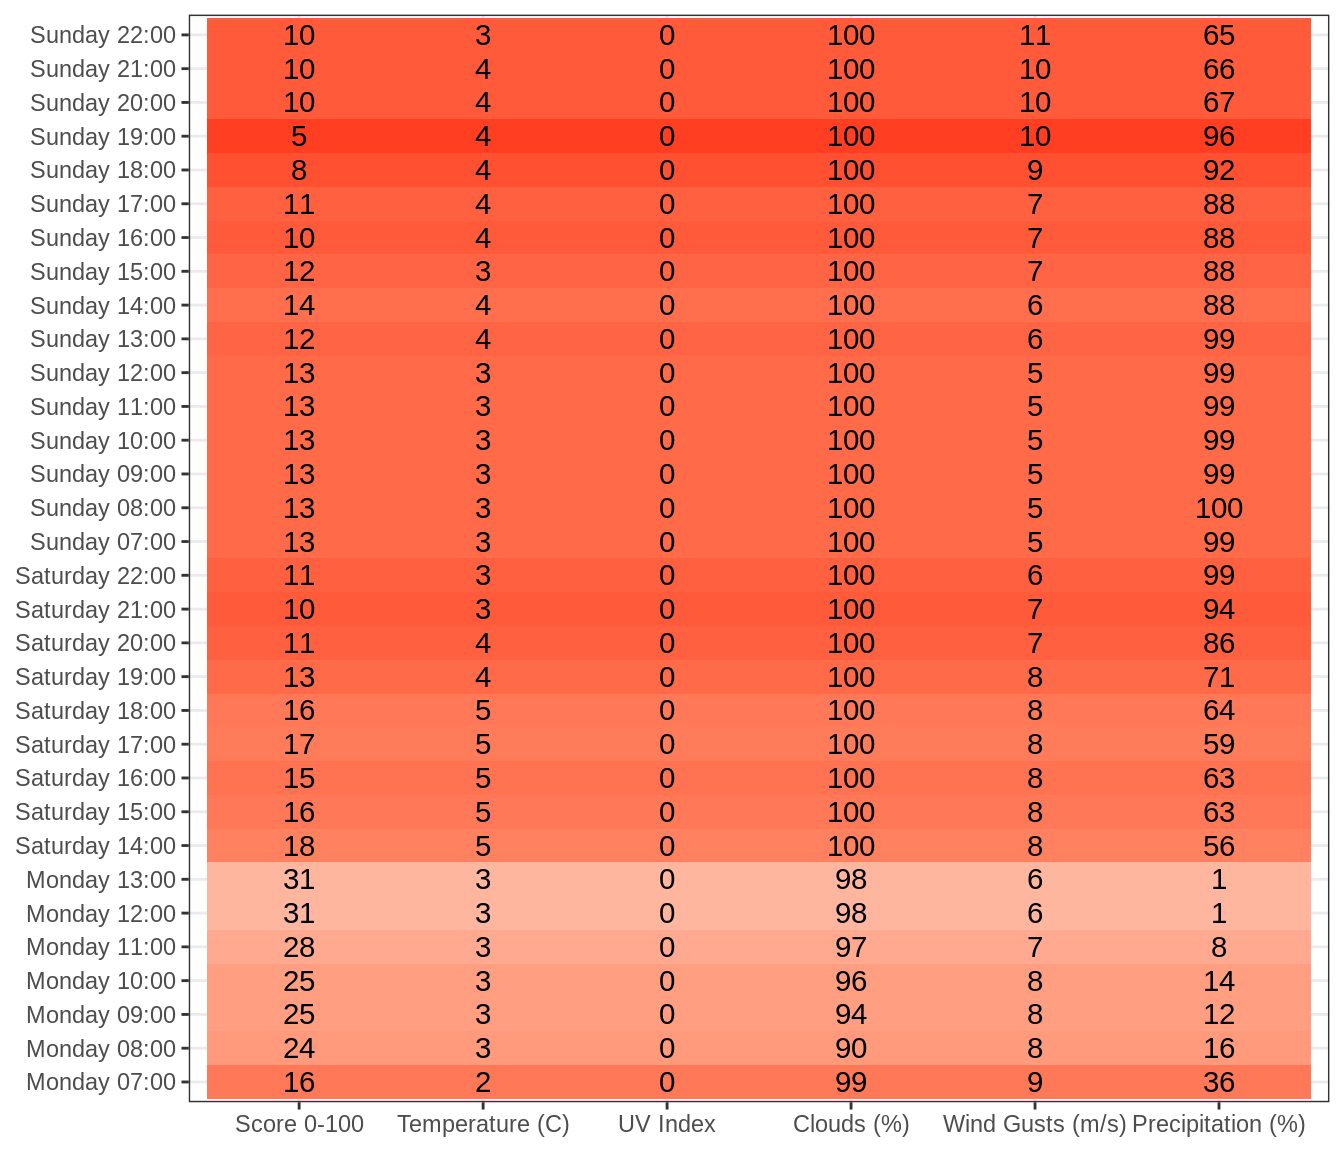 Sunday 22:00 10 3 0 100 11 65
Sunday 21:00 10 4 0 100 10 66
Sunday 20:00 10 4 0 100 10 67
Sunday 19:00 5 4 0 100 10 96
Sunday 18:00 8 4 0 100 9 92
Sunday 17:00 11 4 0 100 7 88
Sunday 16:00 10 4 0 100 7 88
Sunday 15:00 12 3 0 100 7 88
Sunday 14:00 14 4 0 100 6 88
Sunday 13:00 12 4 0 100 6 99
Sunday 12:00 13 3 0 100 5 99
Sunday 11:00 13 3 0 100 5 99
Sunday 10:00 13 3 0 100 5 99
Sunday 09:00 13 3 0 100 5 99
Sunday 08:00 13 3 0 100 5 100
Sunday 07:00 13 3 0 100 5 99
Saturday 22:00 11 3 0 100 6 99
Saturday 21:00 10 3 0 100 7 94
Saturday 20:00 11 4 0 100 7 86
Saturday 19:00 13 4 0 100 8 71
Saturday 18:00 16 5 0 100 8 64
Saturday 17:00 17 5 0 100 8 59
Saturday 16:00 15 5 0 100 8 63
Saturday 15:00 16 5 0 100 8 63
Saturday 14:00 18 5 0 100 8 56
Monday 13:00 31 3 0 98 6 1
Monday 12:00 31 3 0 98 6 1
Monday 11:00 28 3 0 97 7 8
Monday 10:00 25 3 0 96 8 14
Monday 09:00 25 3 0 94 8 12
Monday 08:00 24 3 0 90 8 16
Monday 07:00 16 2 0 99 9 36
Score 0-100 Temperature (C) UV Index Clouds (%) Wind Gusts (m/s) Precipitation (%)